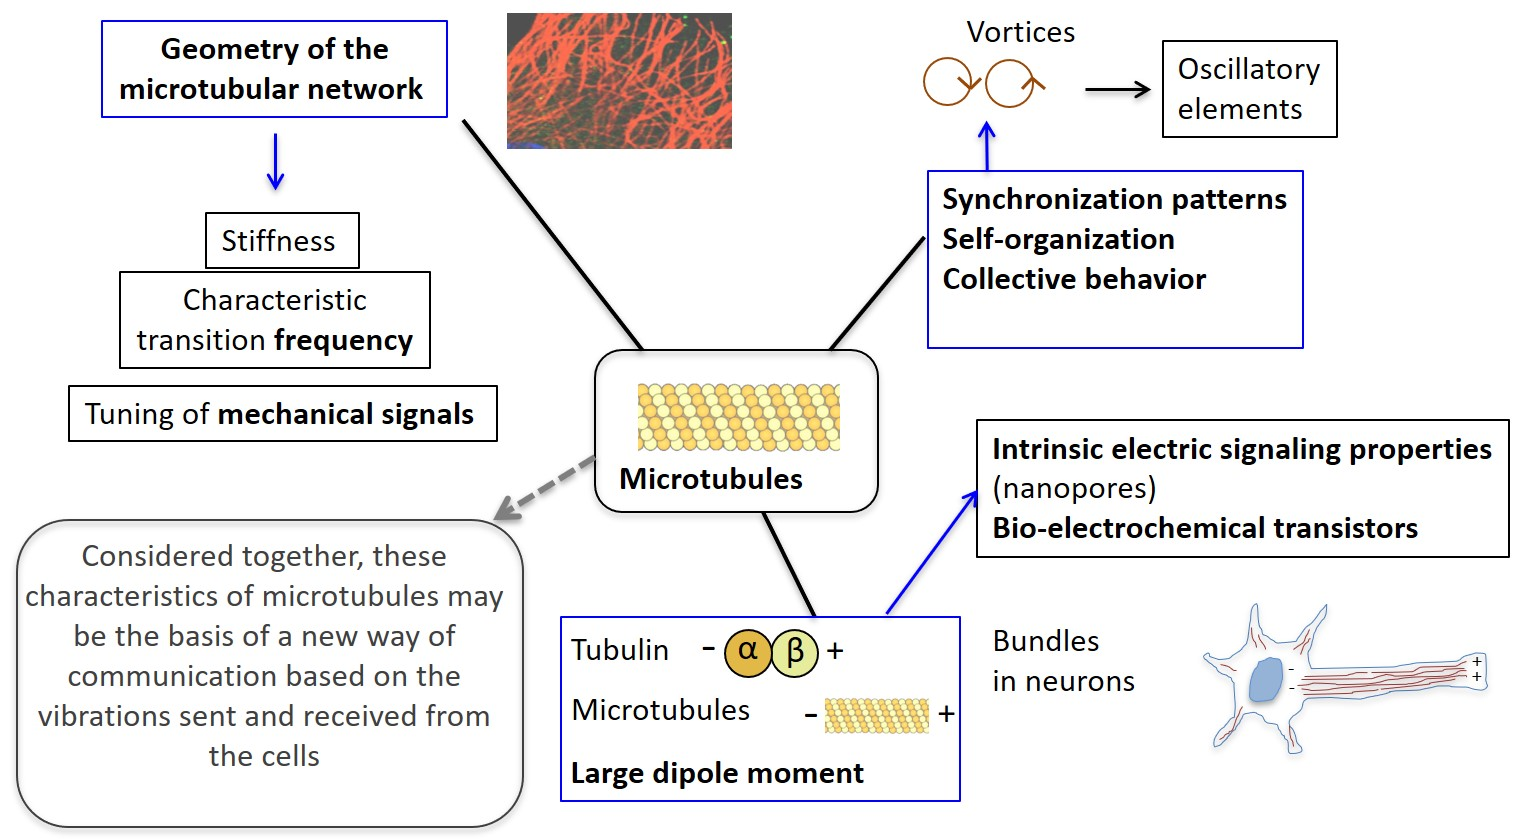 Geometry of the
microtubular network
Stiffness
Characteristic
transition frequency
Tuning of mechanical signals
Vortices
Oscillatory
elements
Synchronization patterns
Self-organization
Collective behavior
Microtubules
Intrinsic electric signaling properties
(nanopores)
Bio-electrochemical transistors
Considered together, these
characteristics of microtubules may
be the basis of a new way of
communication based on the
vibrations sent and received from
the cells
Tubulin - α β +
Microtubules - +
Large dipole moment
Bundles
in neurons
- +
- +